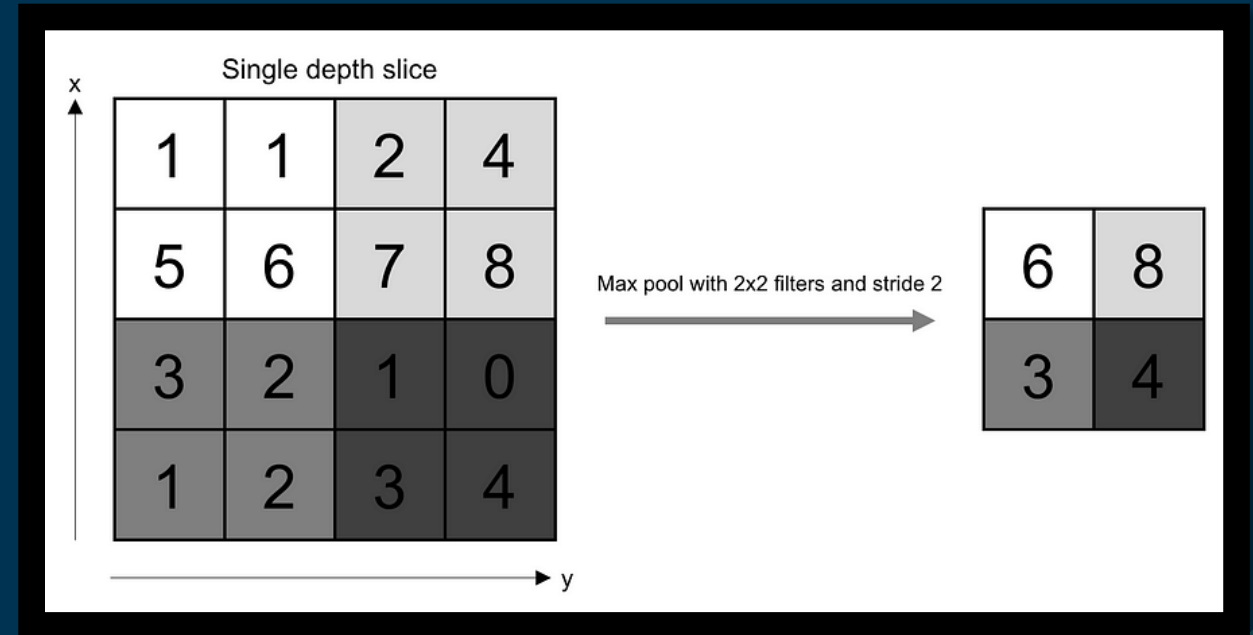 Single depth slice
x
1 1 2 4
5 6 7 8
3 2 1 0
1 2 3 4
y
Max pool with 2x2 filters and stride 2
6 8
3 4